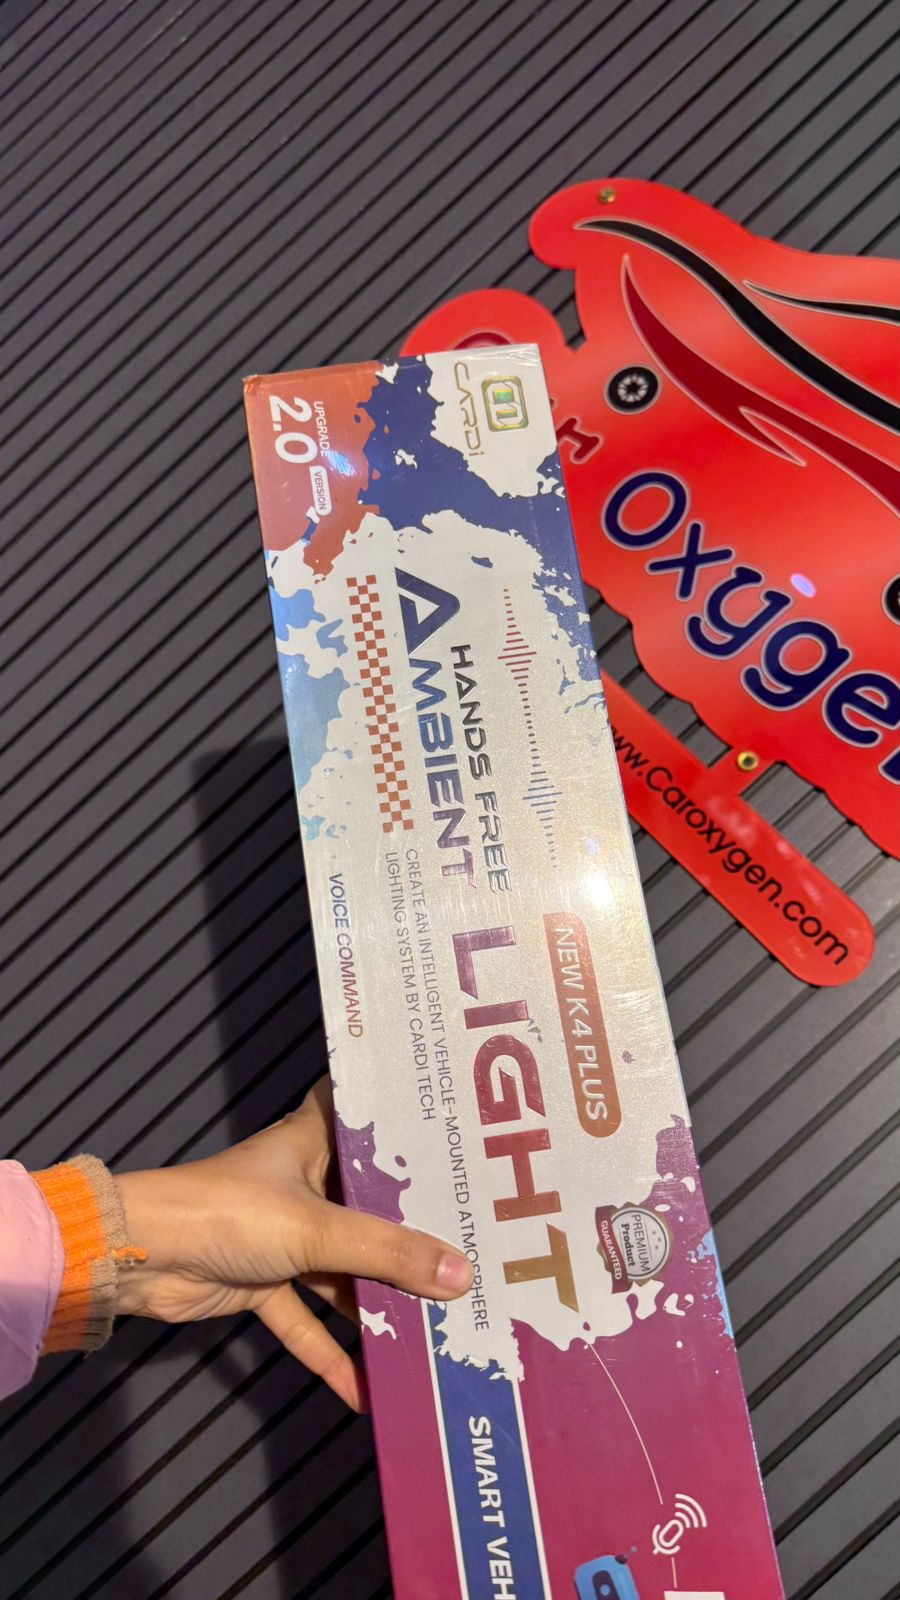 CARDI
UPGRADE
2.0
VERSION
HANDS FREE
AMBIENT LIGHT
NEW K4 PLUS
CREATE AN INTELLIGENT VEHICLE-MOUNTED ATMOSPHERE
LIGHTING SYSTEM BY CARDI TECH
VOICE COMMAND
PREMIUM
Product
GUARANTEED
SMART VEH
Oxyge
www.Caroxygen.com